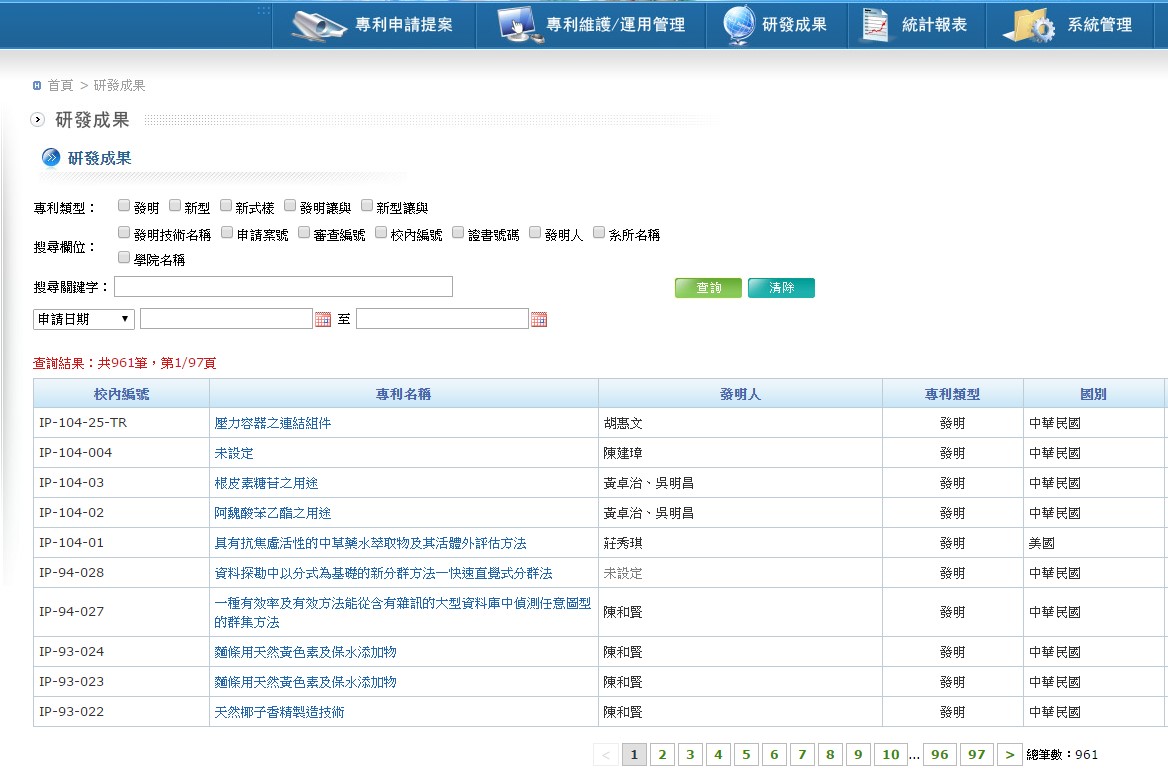 專利申請提案 專利維護/運用管理 研發成果 統計報表 系統管理
首頁 > 研發成果
研發成果
研發成果
專利類型： 發明 新型 新式樣 發明讓與 新型讓與
搜尋欄位： 發明技術名稱 申請案號 審查編號 校內編號 證書號碼 發明人 系所名稱
學院名稱
搜尋關鍵字： 查詢 清除
申請日期 至
查詢結果：共961筆，第1/97頁
校內編號 專利名稱 發明人 專利類型 國別
IP-104-25-TR 壓力容器之連結組件 胡惠文 發明 中華民國
IP-104-004 未設定 陳建璋 發明 中華民國
IP-104-03 根皮素糖苷之用途 黃卓治、吳明昌 發明 中華民國
IP-104-02 阿魏酸苯乙酯之用途 黃卓治、吳明昌 發明 中華民國
IP-104-01 具有抗焦慮活性的中草藥水萃取物及其活體外評估方法 莊秀琪 發明 美國
IP-94-028 資料探勘中以分式為基礎的新分群方法—快速直覺式分群法 未設定 發明 中華民國
IP-94-027 一種有效率及有效方法能從含有雜訊的大型資料庫中偵測任意圖型
的群集方法 陳和賢 發明 中華民國
IP-93-024 麵條用天然黃色素及保水添加物 陳和賢 發明 中華民國
IP-93-023 麵條用天然黃色素及保水添加物 陳和賢 發明 中華民國
IP-93-022 天然椰子香精製造技術 陳和賢 發明 中華民國
< 1 2 3 4 5 6 7 8 9 10 ... 96 97 > 總筆數：961